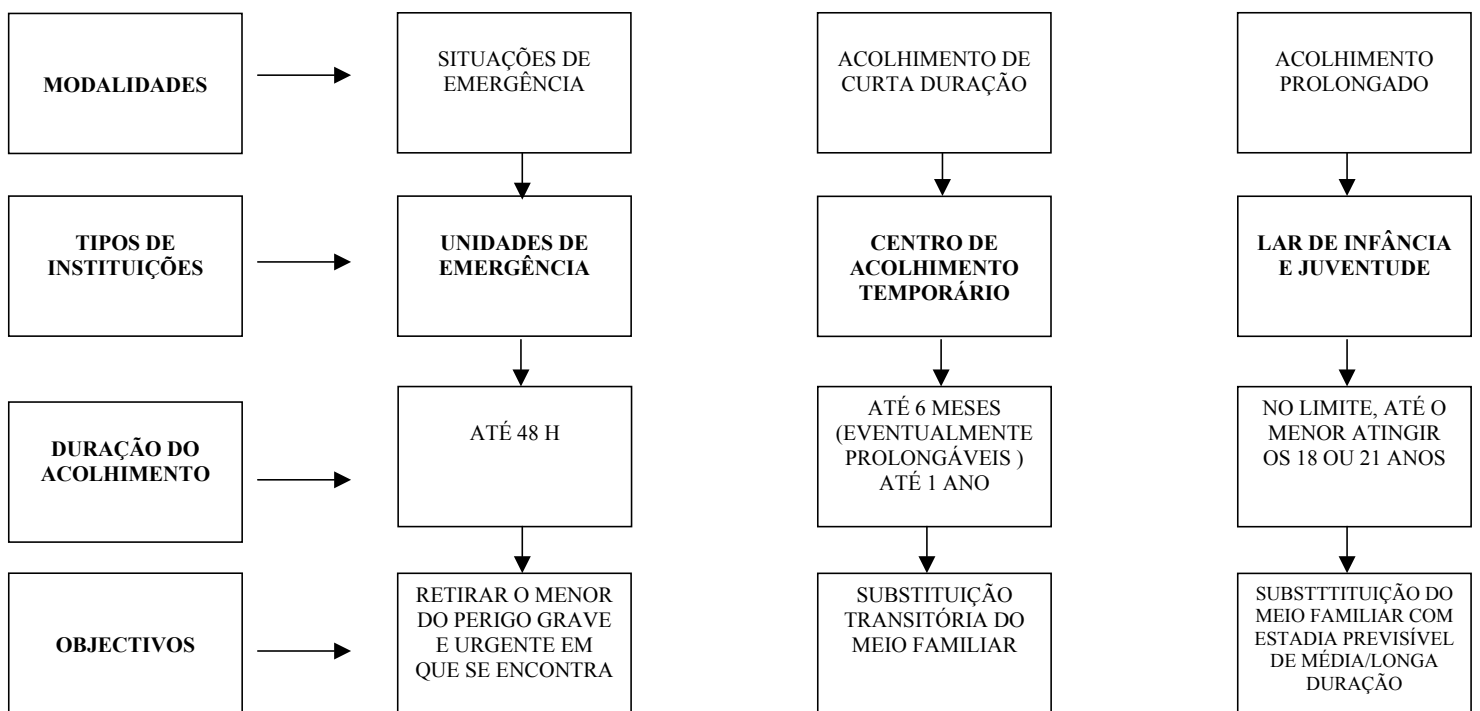 MODALIDADES
SITUAÇÕES DE
EMERGÊNCIA
ACOLHIMENTO DE
CURTA DURAÇÃO
ACOLHIMENTO
PROLONGADO
TIPOS DE
INSTITUIÇÕES
UNIDADES DE
EMERGÊNCIA
CENTRO DE
ACOLHIMENTO
TEMPORÁRIO
LAR DE INFÂNCIA
E JUVENTUDE
DURAÇÃO DO
ACOLHIMENTO
ATÉ 48 H
ATÉ 6 MESES
(EVENTUALMENTE
PROLONGÁVEIS )
ATÉ 1 ANO
NO LIMITE, ATÉ O
MENOR ATINGIR
OS 18 OU 21 ANOS
OBJECTIVOS
RETIRAR O MENOR
DO PERIGO GRAVE
E URGENTE EM
QUE SE ENCONTRA
SUBSTITUIÇÃO
TRANSITÓRIA DO
MEIO FAMILIAR
SUBSTTTITUIÇÃO DO
MEIO FAMILIAR COM
ESTADIA PREVISÍVEL
DE MÉDIA/LONGA
DURAÇÃO